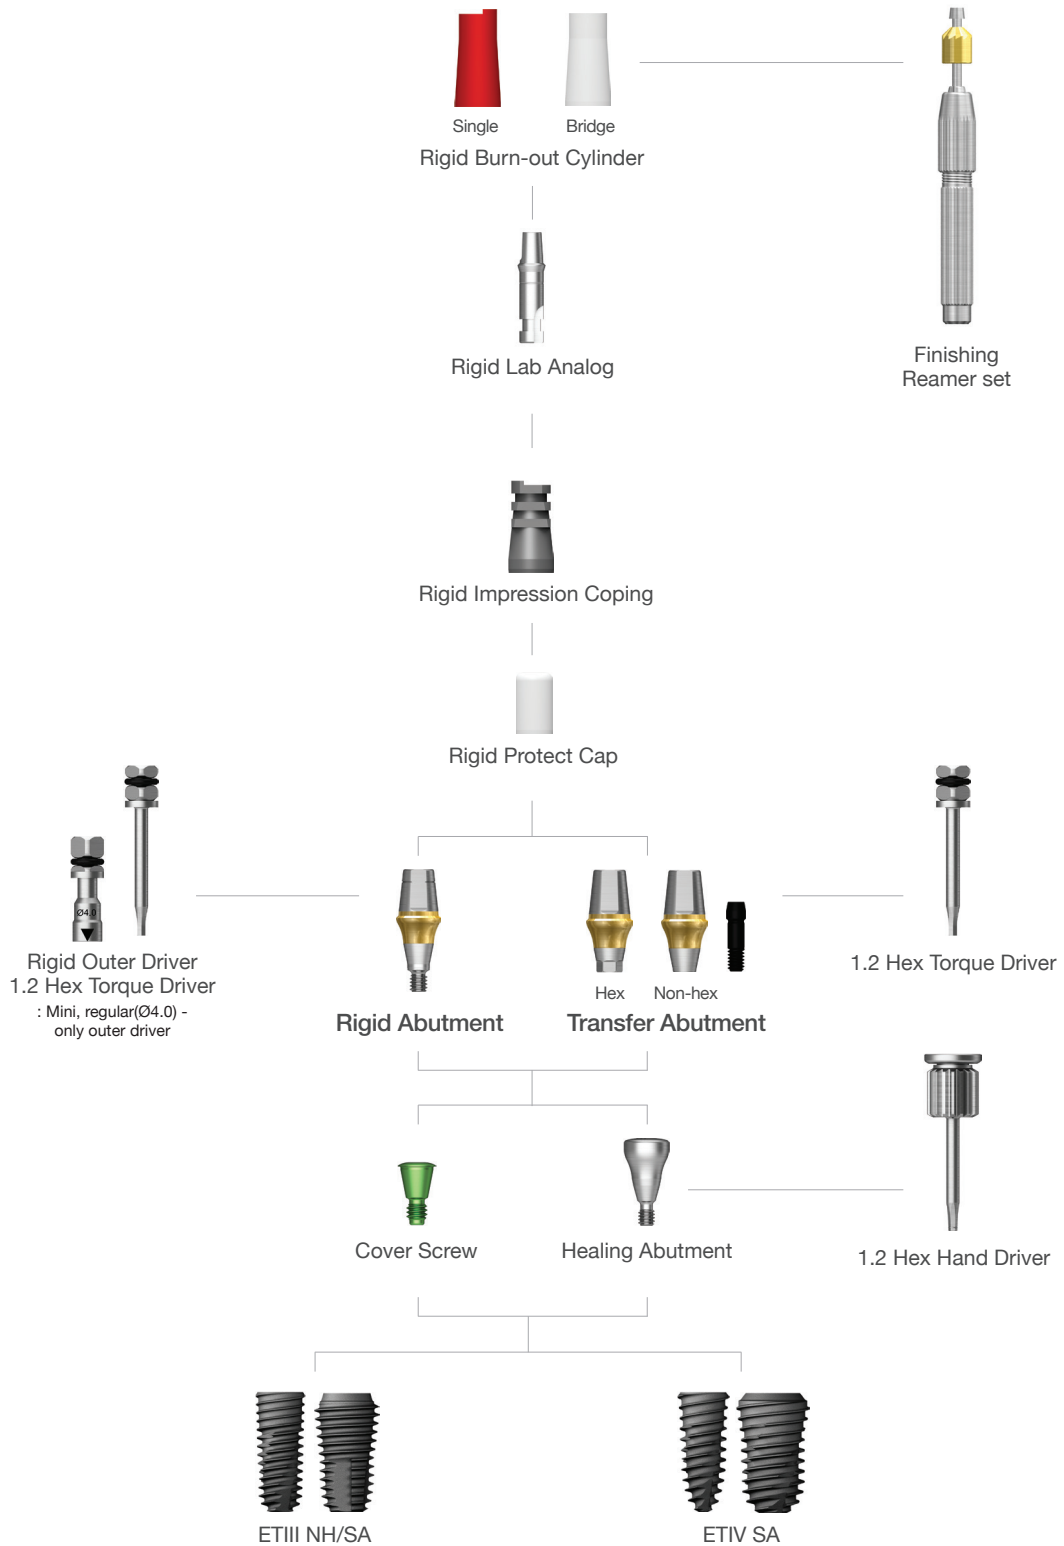 Single
Bridge
Rigid Burn-out Cylinder
Rigid Lab Analog
Finishing
Reamer set
Rigid Impression Coping
Rigid Protect Cap
Ø4.0
Rigid Outer Driver
1.2 Hex Torque Driver
: Mini, regular(Ø4.0) -
only outer driver
Hex
Non-hex
Rigid Abutment
Transfer Abutment
1.2 Hex Torque Driver
Cover Screw
Healing Abutment
1.2 Hex Hand Driver
ETIII NH/SA
ETIV SA